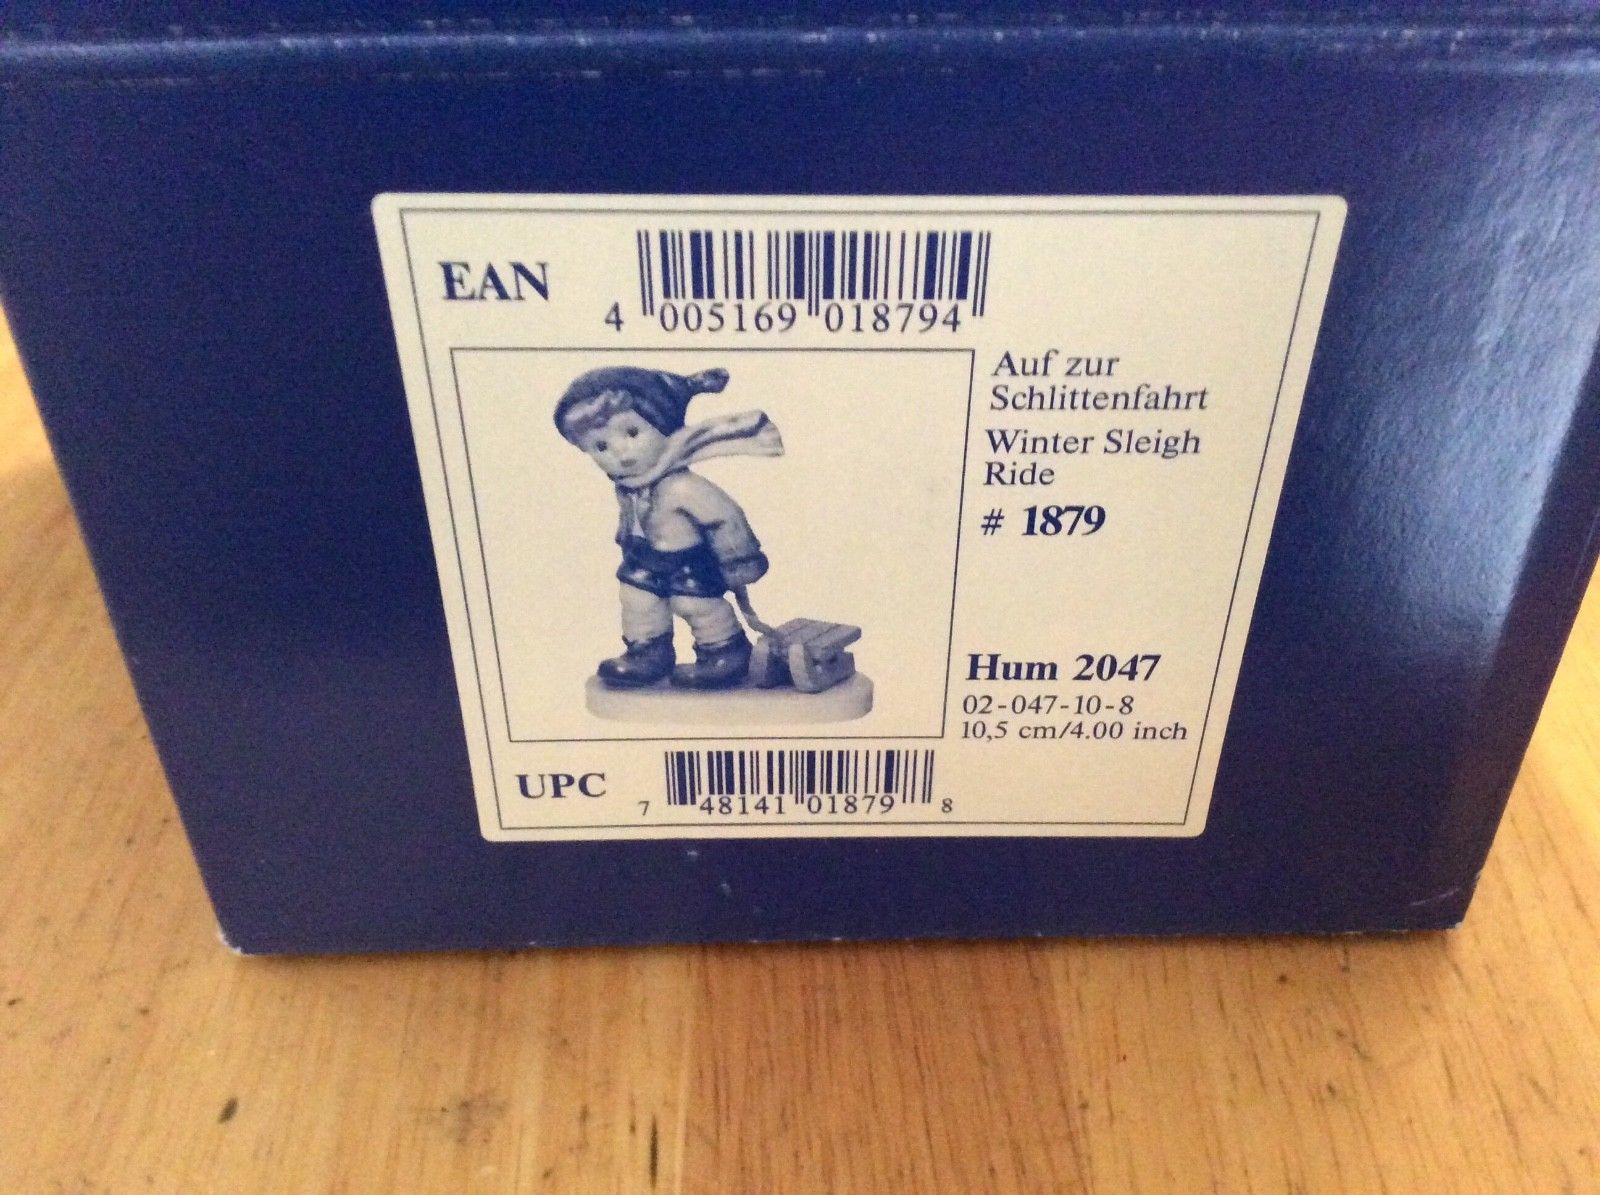 EAN
4 005169 018794
Auf zur
Schlittenfahrt
Winter Sleigh
Ride
# 1879
Hum 2047
02-047-10-8
10,5 cm/4.00 inch
UPC
7 48141 01879 8